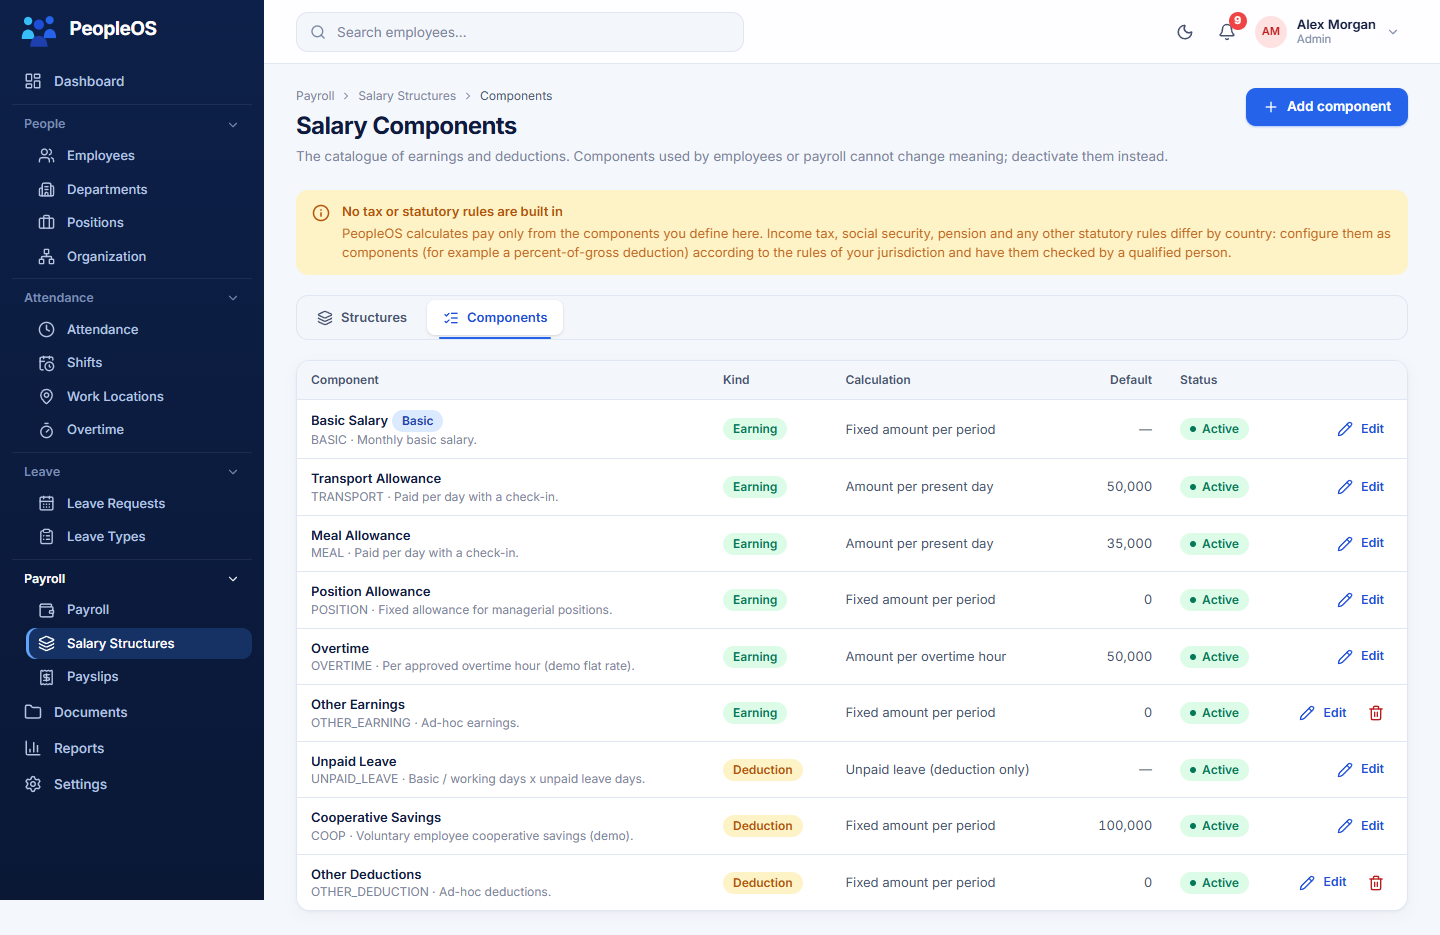 PeopleOS
Search employees...
9
AM
Alex Morgan
Admin
Dashboard
People
Employees
Departments
Positions
Organization
Attendance
Attendance
Shifts
Work Locations
Overtime
Leave
Leave Requests
Leave Types
Payroll
Payroll
Salary Structures
Payslips
Documents
Reports
Settings
Payroll > Salary Structures > Components
Salary Components
The catalogue of earnings and deductions. Components used by employees or payroll cannot change meaning; deactivate them instead.
+ Add component
No tax or statutory rules are built in
PeopleOS calculates pay only from the components you define here. Income tax, social security, pension and any other statutory rules differ by country: configure them as
components (for example a percent-of-gross deduction) according to the rules of your jurisdiction and have them checked by a qualified person.
Structures
Components
Component Kind Calculation Default Status
Basic Salary Basic
BASIC · Monthly basic salary.
Earning Fixed amount per period — Active Edit
Transport Allowance
TRANSPORT · Paid per day with a check-in.
Earning Amount per present day 50,000 Active Edit
Meal Allowance
MEAL · Paid per day with a check-in.
Earning Amount per present day 35,000 Active Edit
Position Allowance
POSITION · Fixed allowance for managerial positions.
Earning Fixed amount per period 0 Active Edit
Overtime
OVERTIME · Per approved overtime hour (demo flat rate).
Earning Amount per overtime hour 50,000 Active Edit
Other Earnings
OTHER_EARNING · Ad-hoc earnings.
Earning Fixed amount per period 0 Active Edit
Unpaid Leave
UNPAID_LEAVE · Basic / working days x unpaid leave days.
Deduction Unpaid leave (deduction only) — Active Edit
Cooperative Savings
COOP · Voluntary employee cooperative savings (demo).
Deduction Fixed amount per period 100,000 Active Edit
Other Deductions
OTHER_DEDUCTION · Ad-hoc deductions.
Deduction Fixed amount per period 0 Active Edit